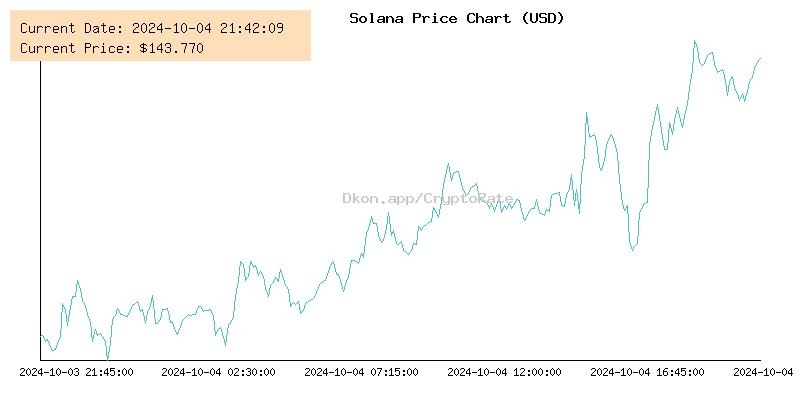 Solana Price Chart (USD)
Current Date: 2024-10-04 21:42:09
Current Price: $143.770
Dkon.app/CryptoRate
2024-10-03 21:45:00 2024-10-04 02:30:00 2024-10-04 07:15:00 2024-10-04 12:00:00 2024-10-04 16:45:00 2024-10-04